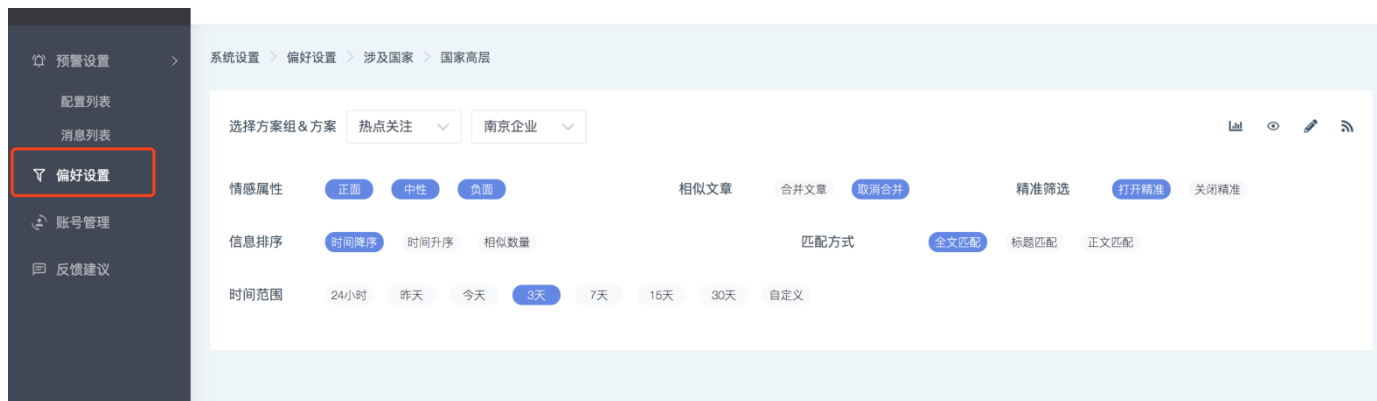 预警设置
配置列表
消息列表
偏好设置
账号管理
反馈建议
系统设置 > 偏好设置 > 涉及国家 > 国家高层
选择方案组&方案 热点关注 南京企业
情感属性 正面 中性 负面 相似文章 合并文章 取消合并 精准筛选 打开精准 关闭精准
信息排序 时间降序 时间升序 相似数量 匹配方式 全文匹配 标题匹配 正文匹配
时间范围 24小时 昨天 今天 3天 7天 15天 30天 自定义